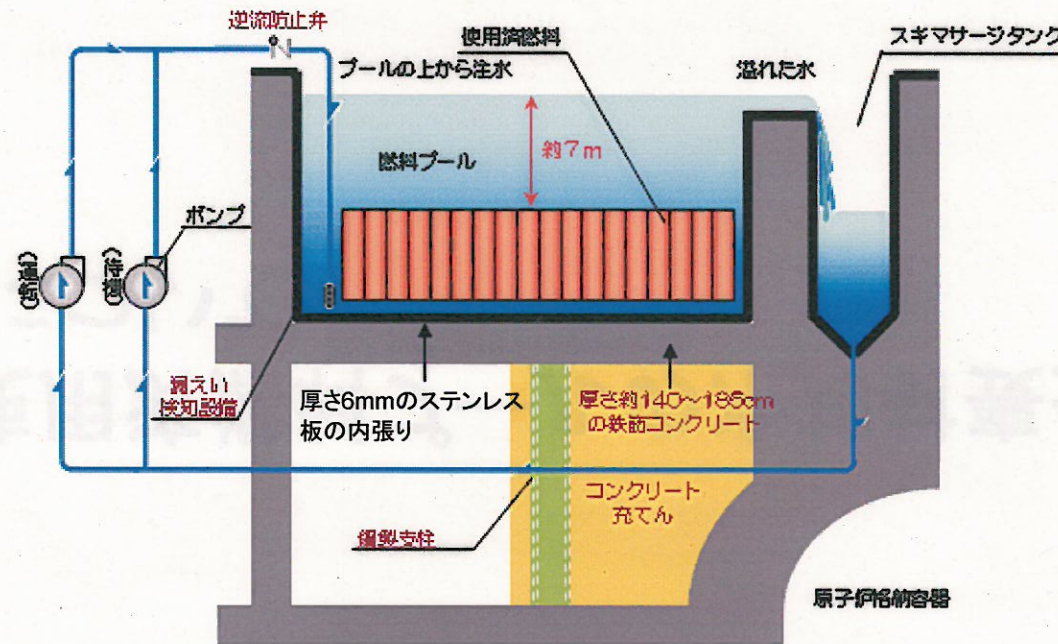 逆流防止弁
使用済燃料
スキマサージタンク
プールの上から注水
溢れた水
約7m
燃料プール
ポンプ
(待機)
漏えい
検知設備
厚さ6mmのステンレス
板の内張り
厚さ約140~185cm
の鉄筋コンクリート
コンクリート
充てん
鋼製支柱
原子炉格納容器